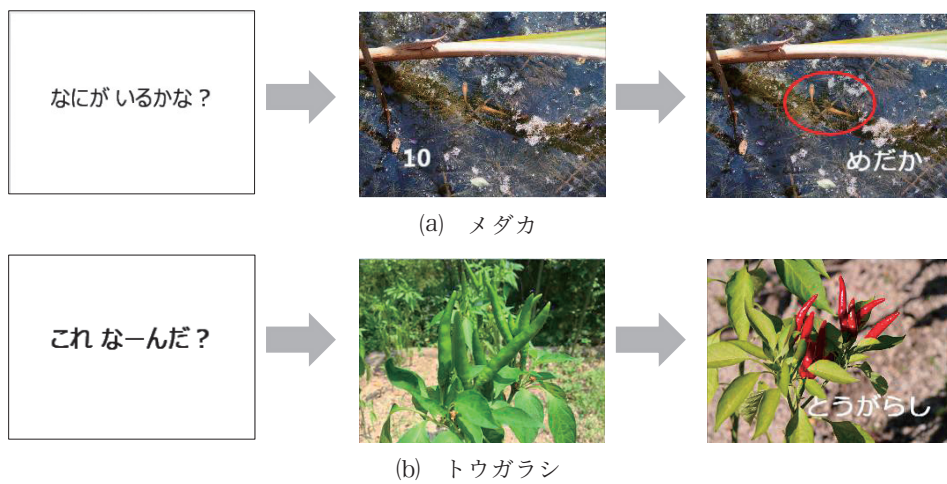 なにが いるかな？
10
めだか
(a) メダカ
これ なーんだ？
とうがらし
(b) トウガラシ